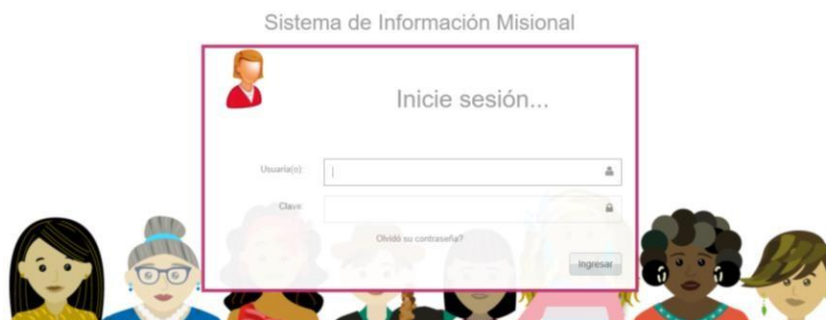 Sistema de Información Misional
Inicie sesión...
Usuaria(o):
Clave:
Olvidó su contraseña?
Ingresar